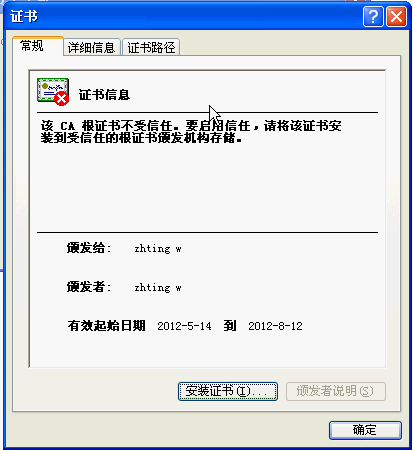 证书
常规 详细信息 证书路径
证书信息
该 CA 根证书不受信任。要启用信任，请将该证书安
装到受信任的根证书颁发机构存储。
颁发给： zhting w
颁发者： zhting w
有效起始日期 2012-5-14 到 2012-8-12
安装证书(I)... 颁发者说明(S)
确定